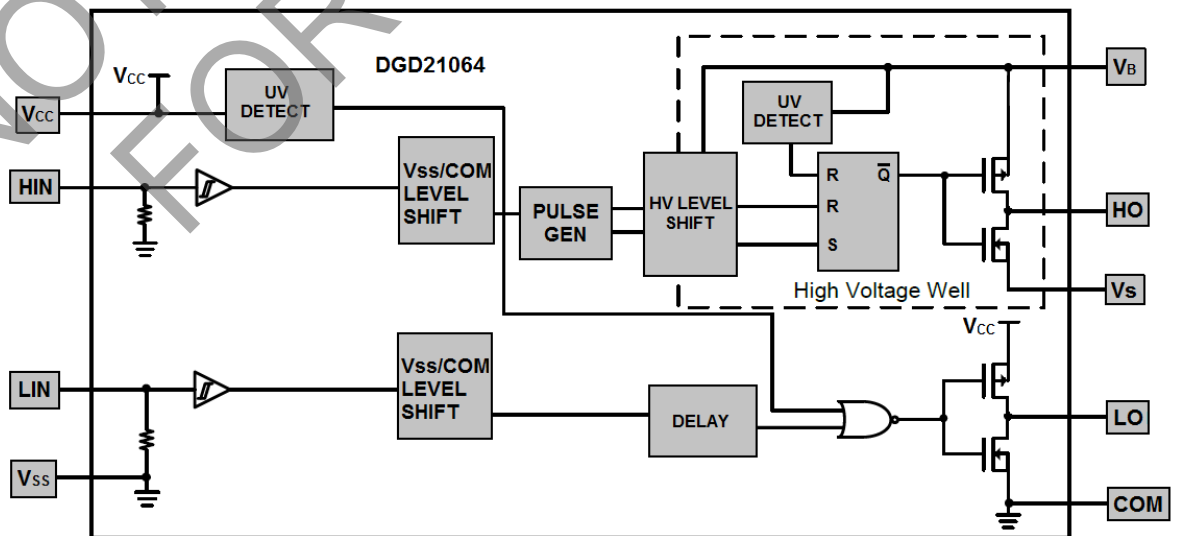 FOR
DGD21064
VCC
VCC
UV
DETECT
HIN
Vss/COM
LEVEL
SHIFT
PULSE
GEN
HV LEVEL
SHIFT
UV
DETECT
R
Q̅
R
S
High Voltage Well
VB
HO
Vs
LIN
VSS
Vss/COM
LEVEL
SHIFT
DELAY
VCC
LO
COM